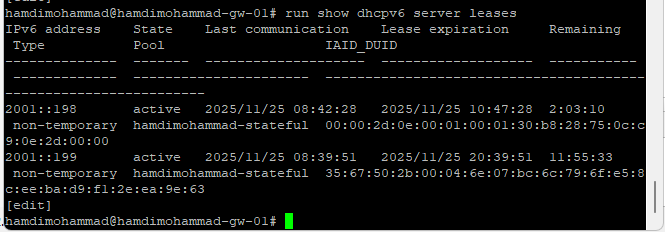 [edit]
hamdimohammad@hamdimohammad-gw-01# run show dhcpv6 server leases
IPv6 address     State    Last communication    Lease expiration     Remaining
 Type            Pool                    IAID_DUID
--------------  -------  --------------------  -------------------  -----------
 -------------  -----------------------------  --------------------------------
-------------------------
2001::198        active   2025/11/25 08:42:28   2025/11/25 10:47:28  2:03:10
 non-temporary  hamdimohammad-stateful  00:00:2d:0e:00:01:00:01:30:b8:28:75:0c:c
9:0e:2d:00:00
2001::199        active   2025/11/25 08:39:51   2025/11/25 20:39:51  11:55:33
 non-temporary  hamdimohammad-stateful  35:67:50:2b:00:04:6e:07:bc:6c:79:6f:e5:8
c:ee:ba:d9:f1:2e:ea:9e:63
[edit]
hamdimohammad@hamdimohammad-gw-01#